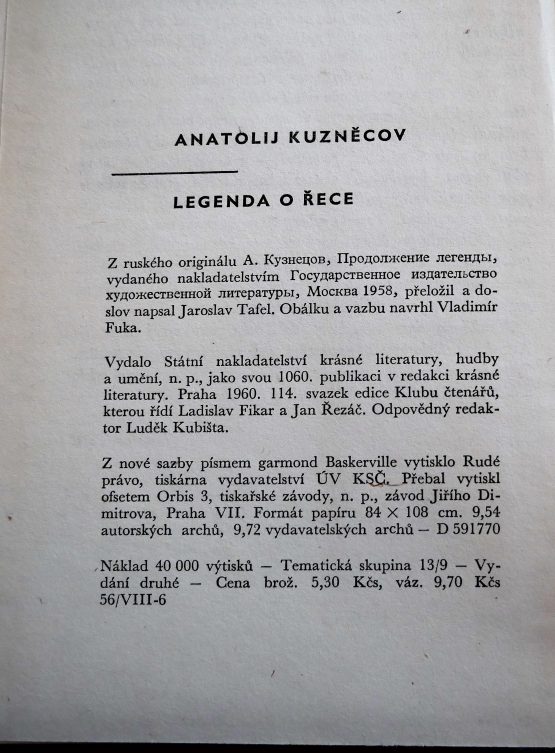 ANATOLIJ KUZNĚCOV
LEGENDA O ŘECE
Z ruského originálu А. Кузнецов, Продолжение легенды,
vydaného nakladatelstvím Государственное издательство
художественной литературы, Москва 1958, přeložil a do-
slov napsal Jaroslav Tafel. Obálku a vazbu navrhl Vladimír
Fuka.
Vydalo Státní nakladatelství krásné literatury, hudby
a umění, n. p., jako svou 1060. publikaci v redakci krásné
literatury. Praha 1960. 114. svazek edice Klubu čtenářů,
kterou řídí Ladislav Fikar a Jan Řezáč. Odpovědný redak-
tor Luděk Kubišta.
Z nové sazby písmem garmond Baskerville vytisklo Rudé
právo, tiskárna vydavatelství ÚV KSČ. Přebal vytiskl
ofsetem Orbis 3, tiskařské závody, n. p., závod Jiřího Di-
mitrova, Praha VII. Formát papíru 84 × 108 cm. 9,54
autorských archů, 9,72 vydavatelských archů — D 591770
Náklad 40 000 výtisků — Tematická skupina 13/9 — Vy-
dání druhé — Cena brož. 5,30 Kčs, váz. 9,70 Kčs
56/VIII-6